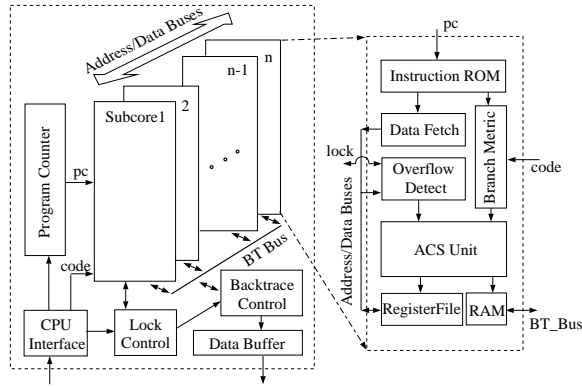 Address/Data Buses
n
n-1
2
Subcore1
Program Counter
pc
code
BT Bus
CPU
Interface
Lock
Control
Backtrace
Control
Data Buffer
pc
Instruction ROM
Data Fetch
lock
Overflow
Detect
Branch Metric
code
Address/Data Buses
ACS Unit
RegisterFile
RAM
BT_Bus